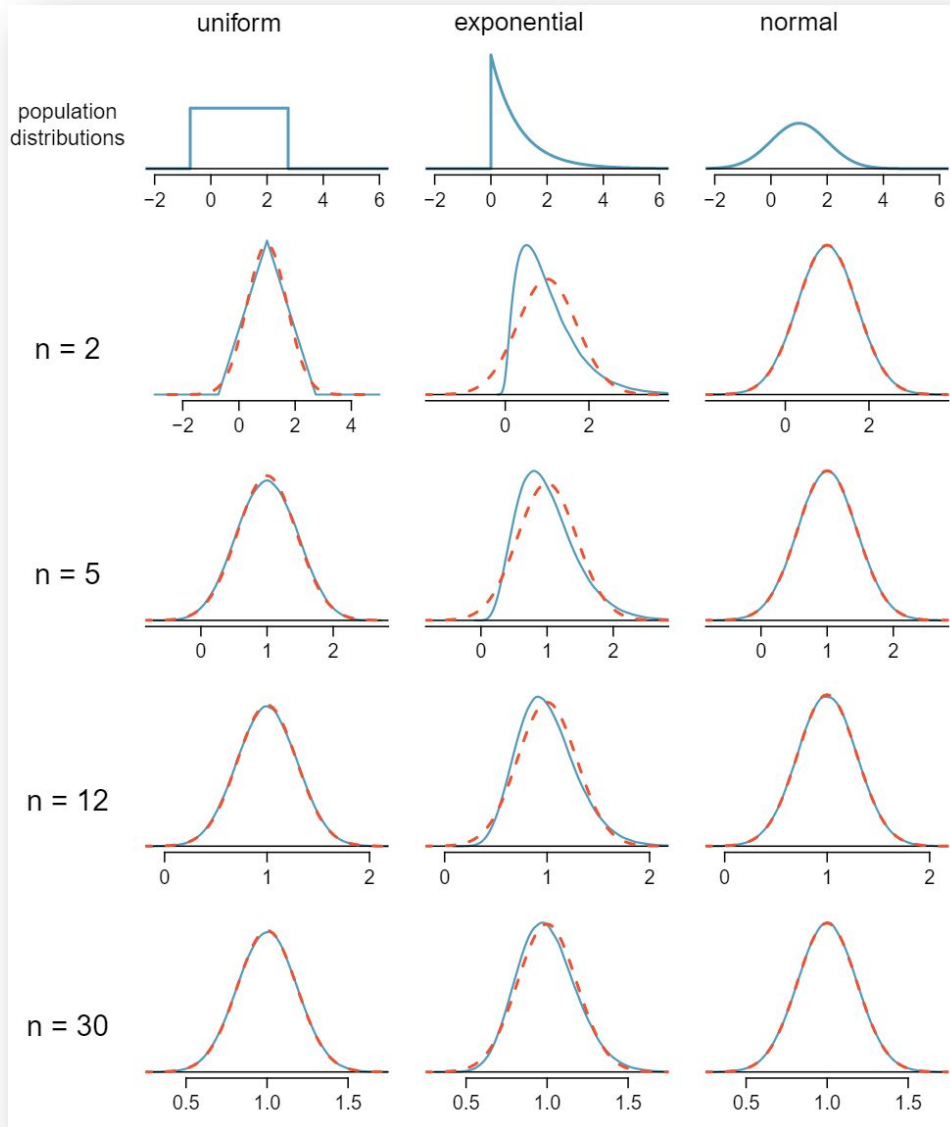 uniform exponential normal
population
distributions
−2 0 2 4 6 −2 0 2 4 6 −2 0 2 4 6
n = 2
−2 0 2 4 0 2 0 2
n = 5
0 1 2 0 1 2 0 1 2
n = 12
0 1 2 0 1 2 0 1 2
n = 30
0.5 1.0 1.5 0.5 1.0 1.5 0.5 1.0 1.5